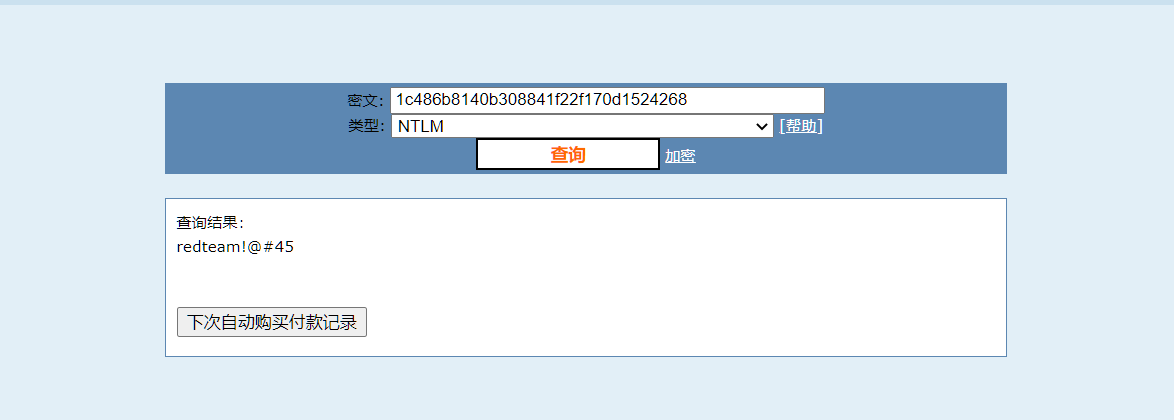 密文: 1c486b8140b308841f22f170d1524268
类型: NTLM [帮助]
查询 加密
查询结果:
redteam!@#45
下次自动购买付款记录